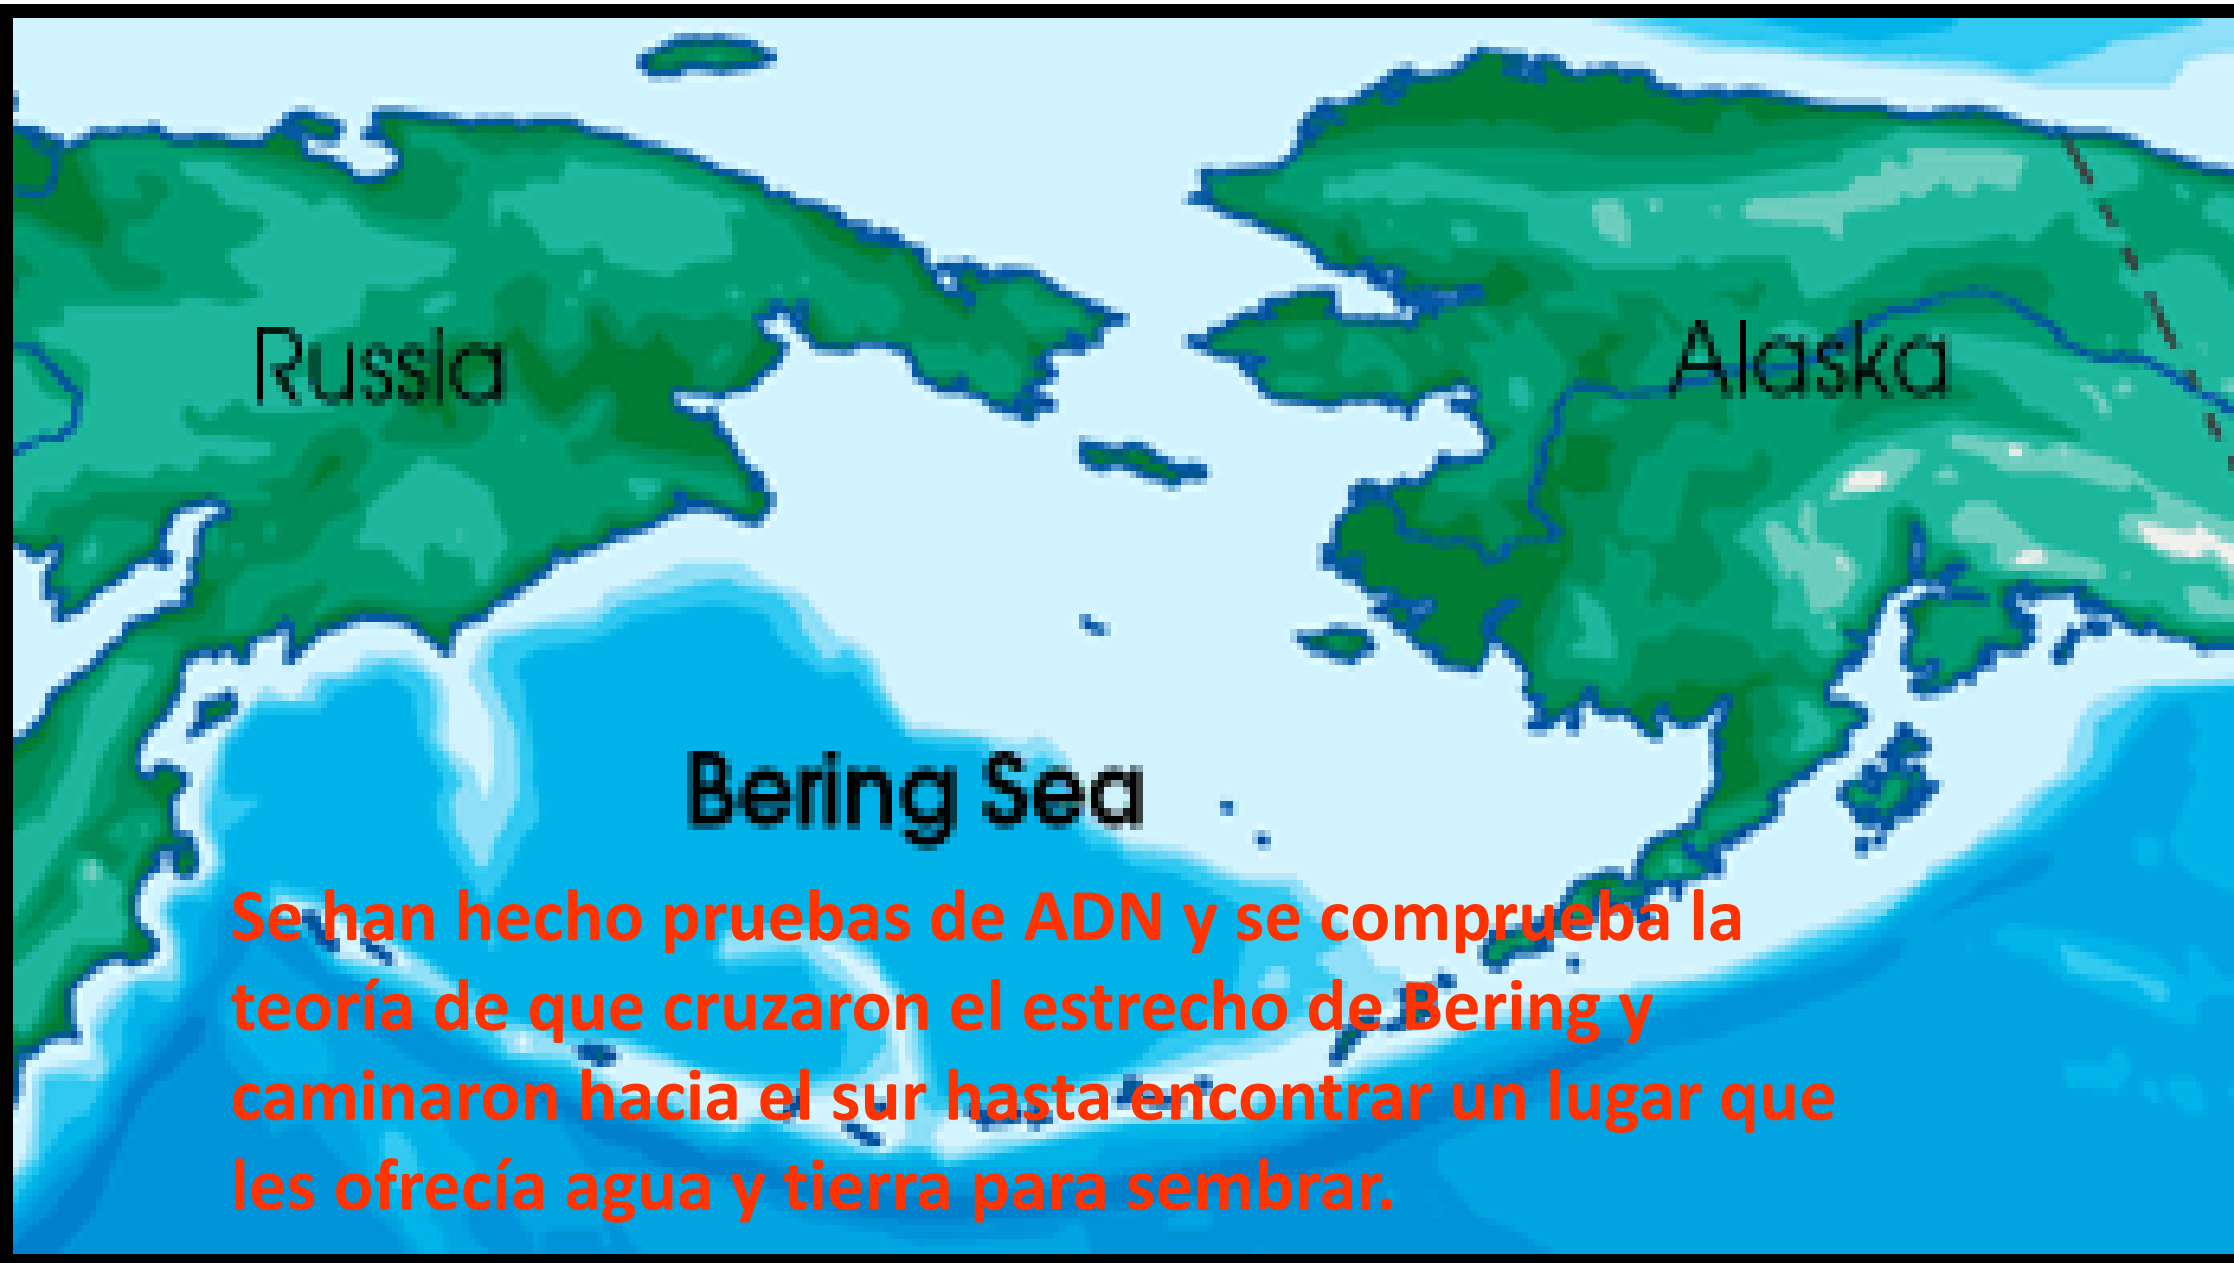 Russia
Alaska
Bering Sea
Se han hecho pruebas de ADN y se comprueba la
teoría de que cruzaron el estrecho de Bering y
caminaron hacia el sur hasta encontrar un lugar que
les ofrecía agua y tierra para sembrar.